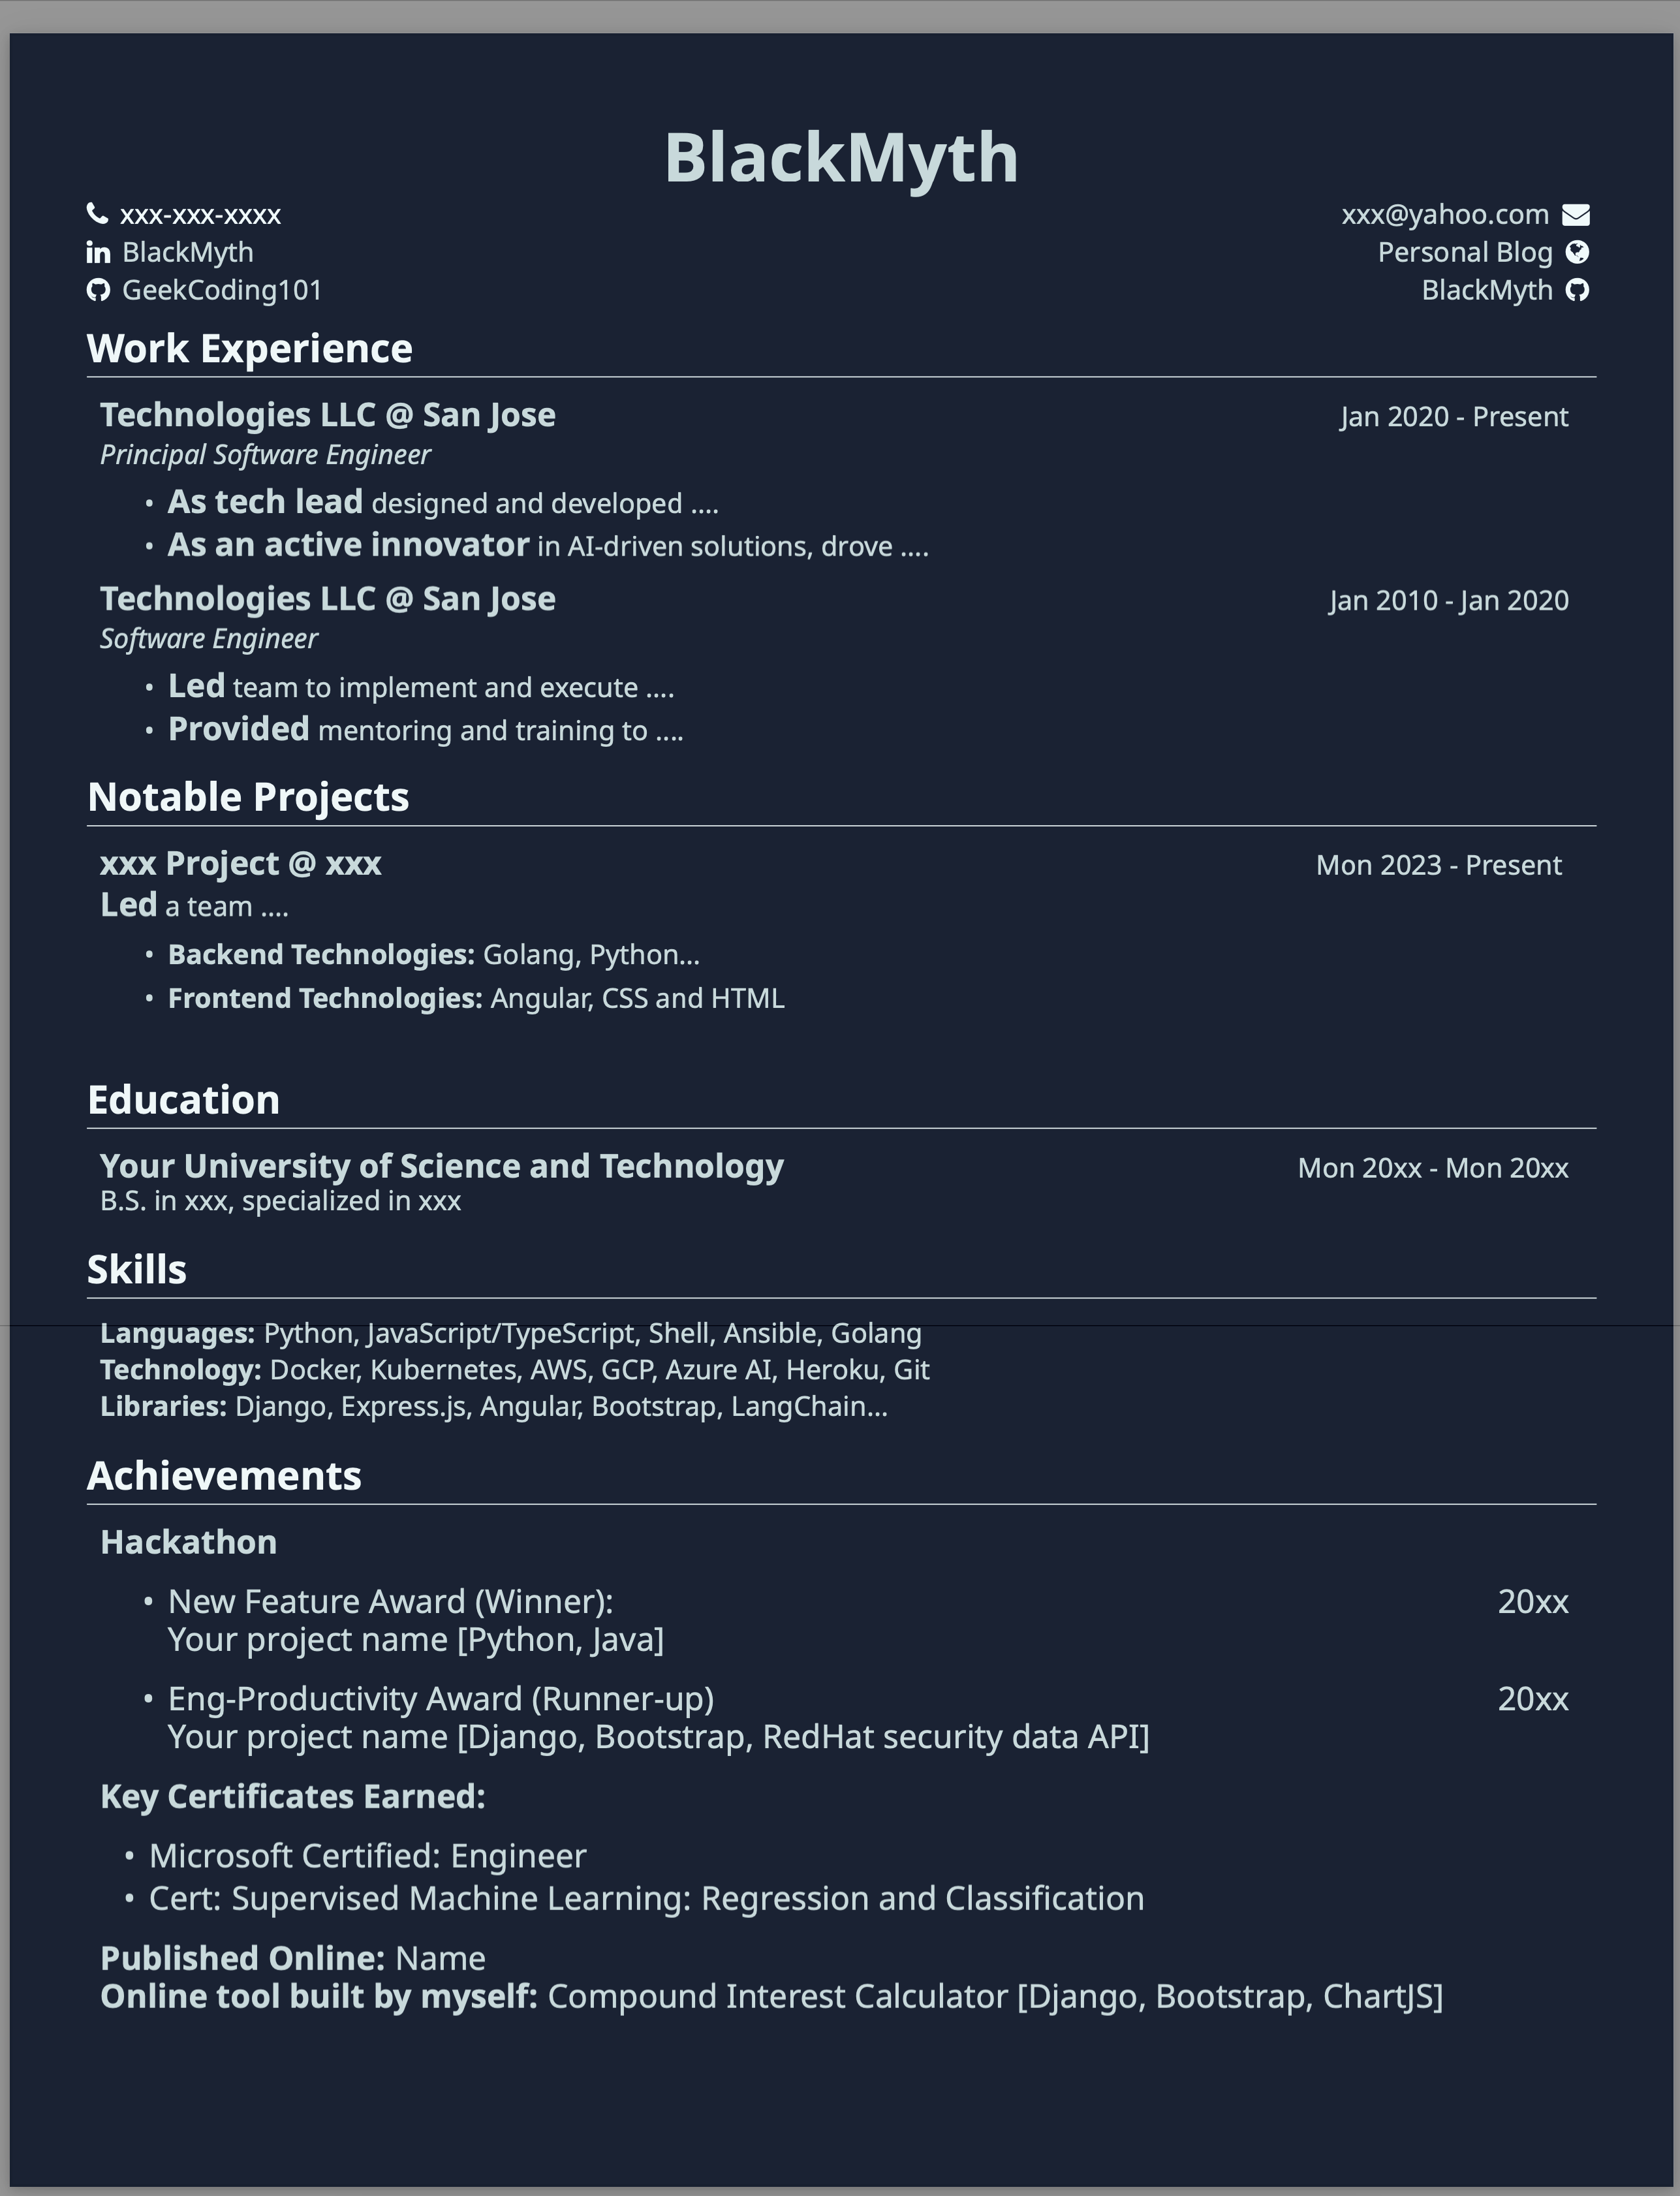 BlackMyth
xxx-xxx-xxxx xxx@yahoo.com
BlackMyth Personal Blog
GeekCoding101 BlackMyth
Work Experience
Technologies LLC @ San Jose Jan 2020 - Present
Principal Software Engineer
• As tech lead designed and developed ....
• As an active innovator in AI-driven solutions, drove ....
Technologies LLC @ San Jose Jan 2010 - Jan 2020
Software Engineer
• Led team to implement and execute ....
• Provided mentoring and training to ....
Notable Projects
xxx Project @ xxx Mon 2023 - Present
Led a team ....
• Backend Technologies: Golang, Python...
• Frontend Technologies: Angular, CSS and HTML
Education
Your University of Science and Technology Mon 20xx - Mon 20xx
B.S. in xxx, specialized in xxx
Skills
Languages: Python, JavaScript/TypeScript, Shell, Ansible, Golang
Technology: Docker, Kubernetes, AWS, GCP, Azure AI, Heroku, Git
Libraries: Django, Express.js, Angular, Bootstrap, LangChain...
Achievements
Hackathon
• New Feature Award (Winner): 20xx
Your project name [Python, Java]
• Eng-Productivity Award (Runner-up) 20xx
Your project name [Django, Bootstrap, RedHat security data API]
Key Certificates Earned:
• Microsoft Certified: Engineer
• Cert: Supervised Machine Learning: Regression and Classification
Published Online: Name
Online tool built by myself: Compound Interest Calculator [Django, Bootstrap, ChartJS]